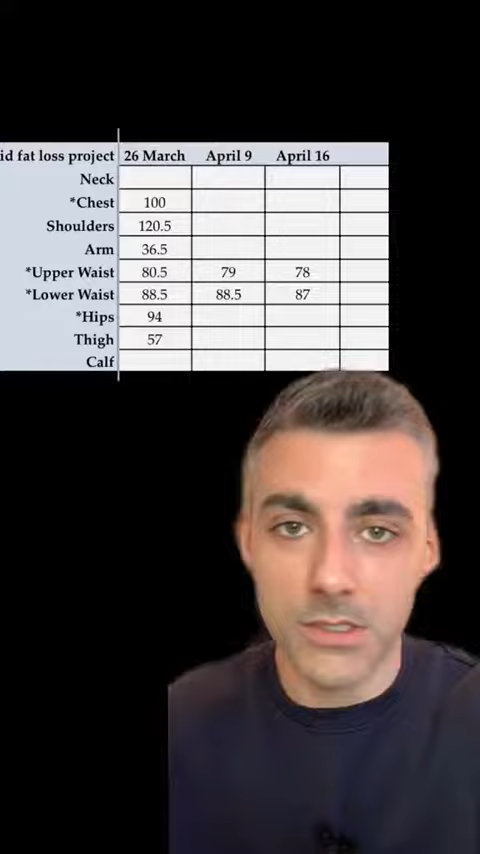 id fat loss project 26 March April 9 April 16
Neck
*Chest 100
Shoulders 120.5
Arm 36.5
*Upper Waist 80.5 79 78
*Lower Waist 88.5 88.5 87
*Hips 94
Thigh 57
Calf